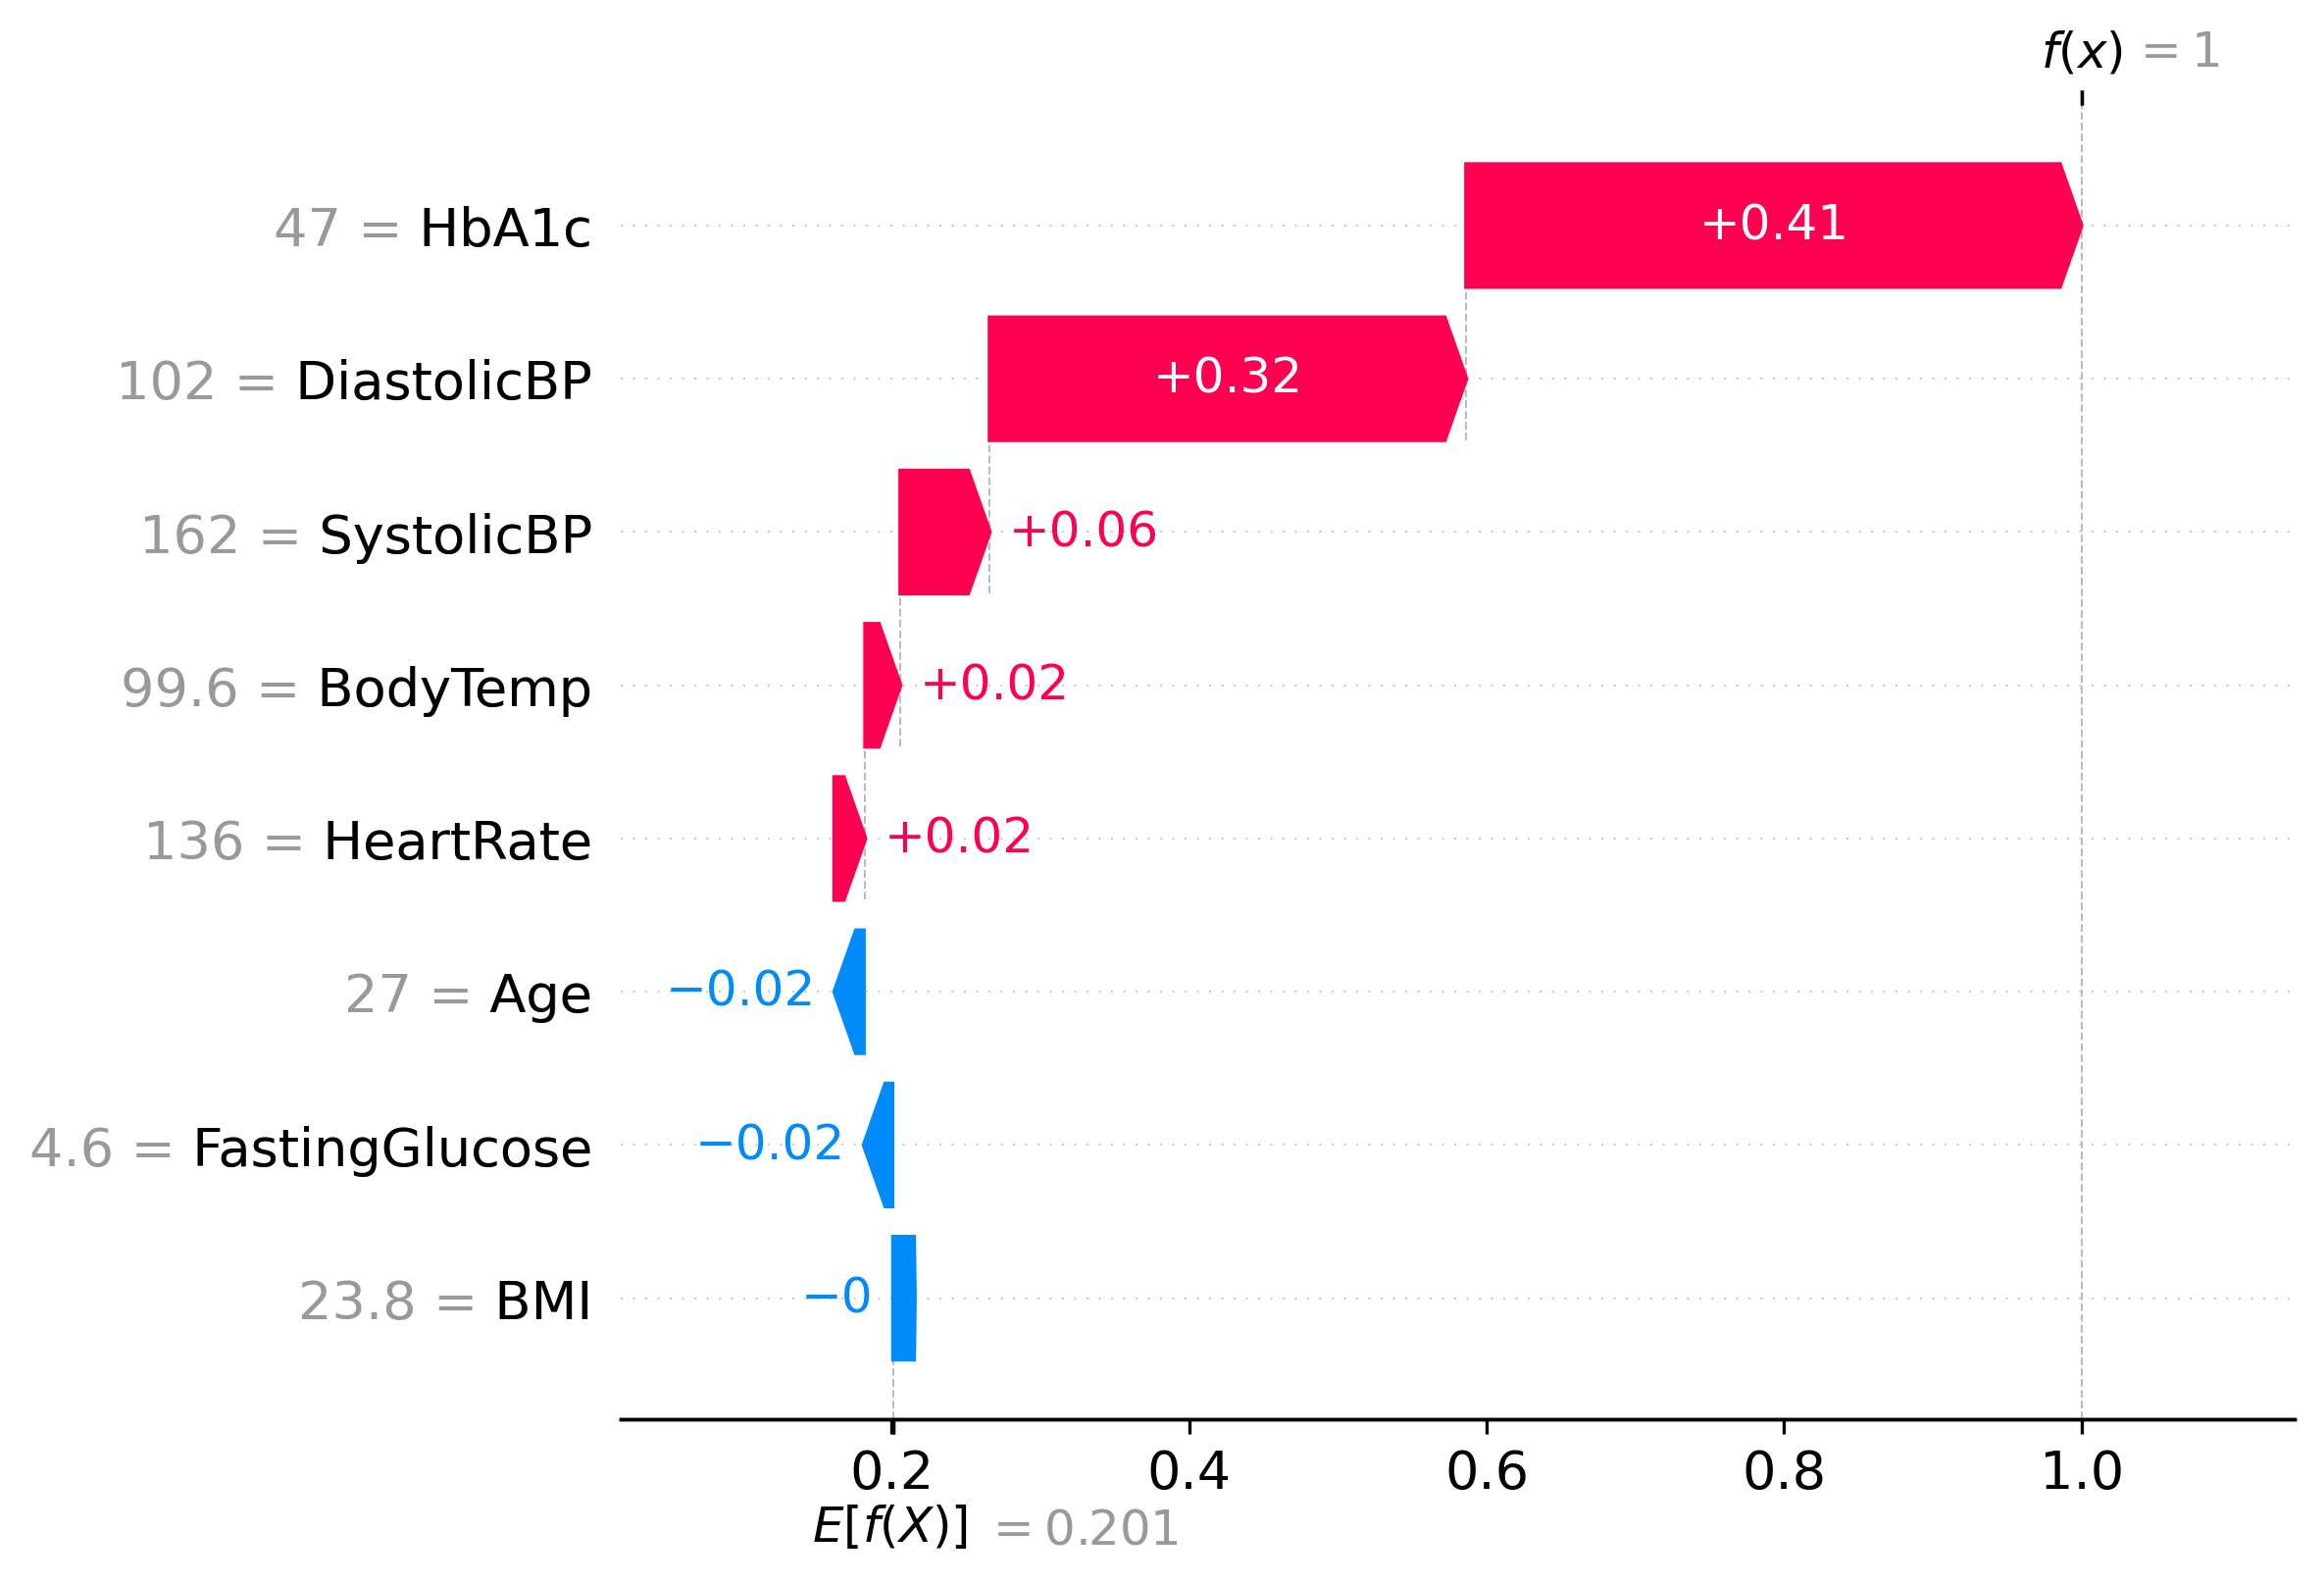 f(x) = 1
47 = HbA1c
+0.41
102 = DiastolicBP
+0.32
162 = SystolicBP
+0.06
99.6 = BodyTemp
+0.02
136 = HeartRate
+0.02
27 = Age
−0.02
4.6 = FastingGlucose
−0.02
23.8 = BMI
−0
0.2 0.4 0.6 0.8 1.0
E[f(X)] = 0.201